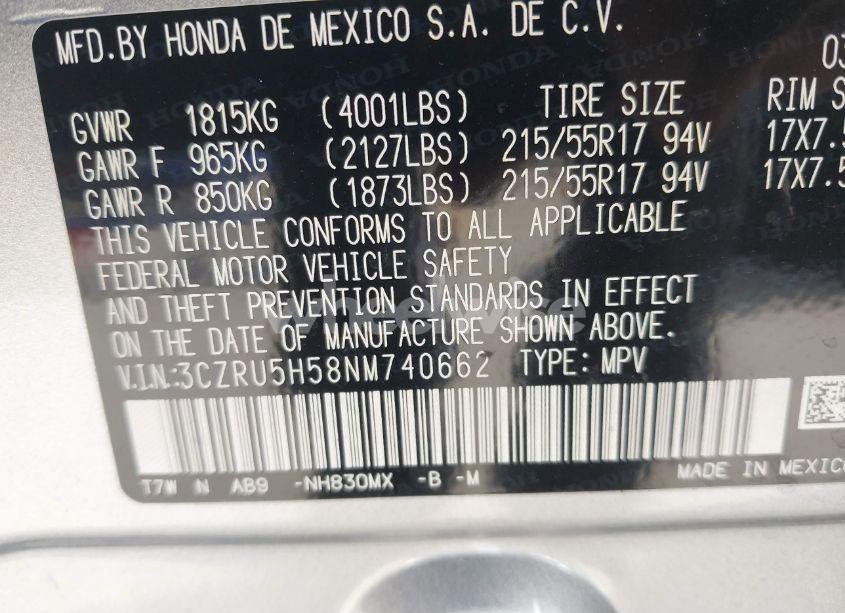 MFD.BY HONDA DE MEXICO S.A. DE C.V.
03
GVWR 1815KG (4001LBS) TIRE SIZE RIM S
GAWR F 965KG (2127LBS) 215/55R17 94V 17X7.5
GAWR R 850KG (1873LBS) 215/55R17 94V 17X7.5
THIS VEHICLE CONFORMS TO ALL APPLICABLE
FEDERAL MOTOR VEHICLE SAFETY
AND THEFT PREVENTION STANDARDS IN EFFECT
ON THE DATE OF MANUFACTURE SHOWN ABOVE.
V.I.N.:3CZRU5H58NM740662 TYPE: MPV
T7W N AB9 -NH830MX -B -M MADE IN MEXICO